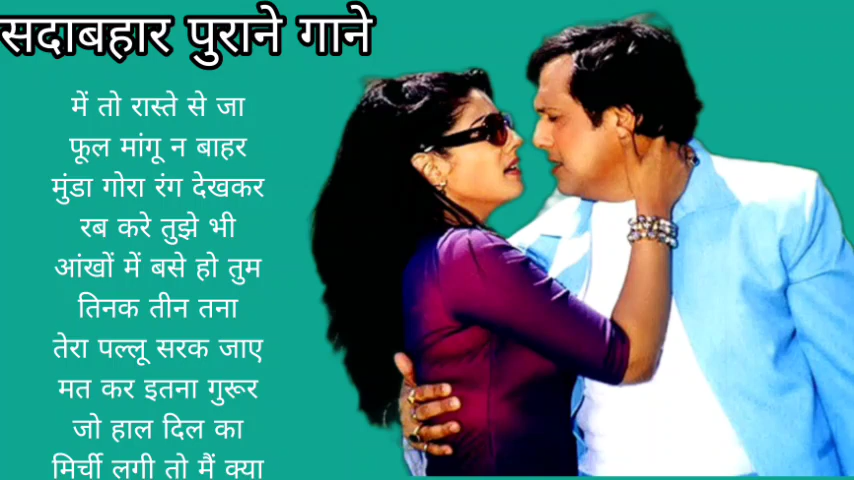 सदाबहार पुराने गाने
में तो रास्ते से जा
फूल मांगू न बाहर
मुंडा गोरा रंग देखकर
रब करे तुझे भी
आंखों में बसे हो तुम
तिनक तीन तना
तेरा पल्लू सरक जाए
मत कर इतना गुरूर
जो हाल दिल का
मिर्ची लगी तो मैं क्या